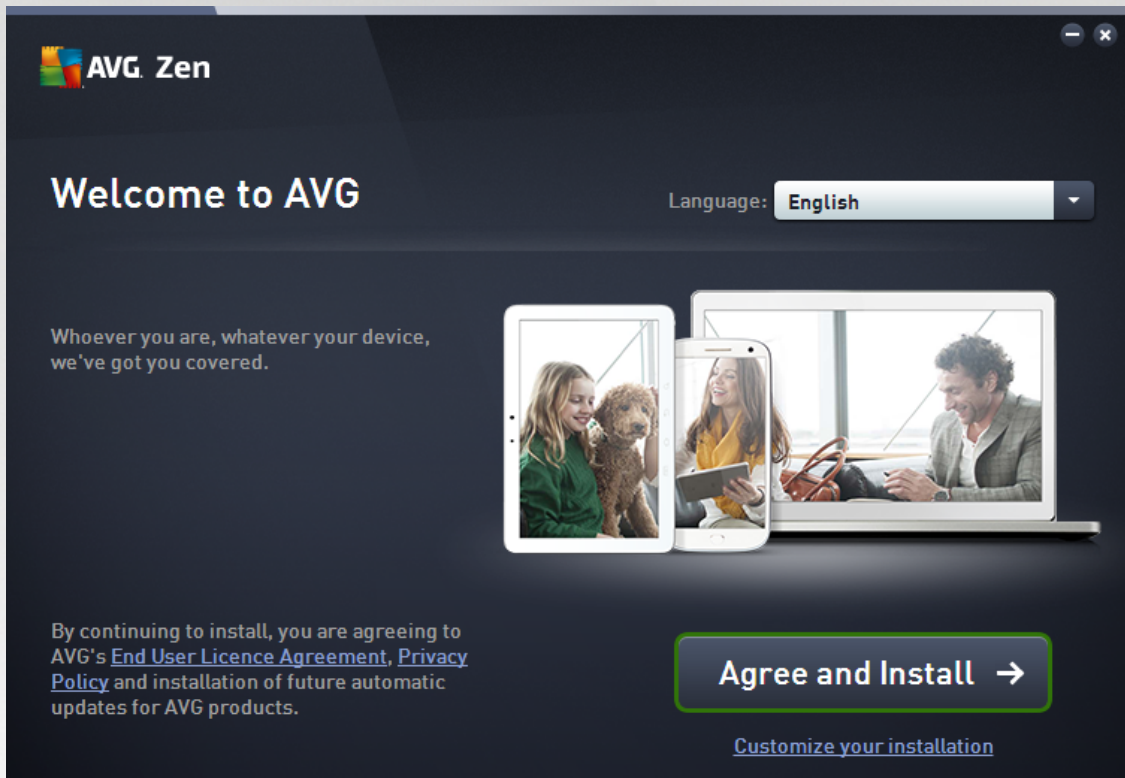 AVG. Zen
Welcome to AVG
Language: English
Whoever you are, whatever your device,
we've got you covered.
By continuing to install, you are agreeing to
AVG's End User Licence Agreement, Privacy
Policy and installation of future automatic
updates for AVG products.
Agree and Install →
Customize your installation